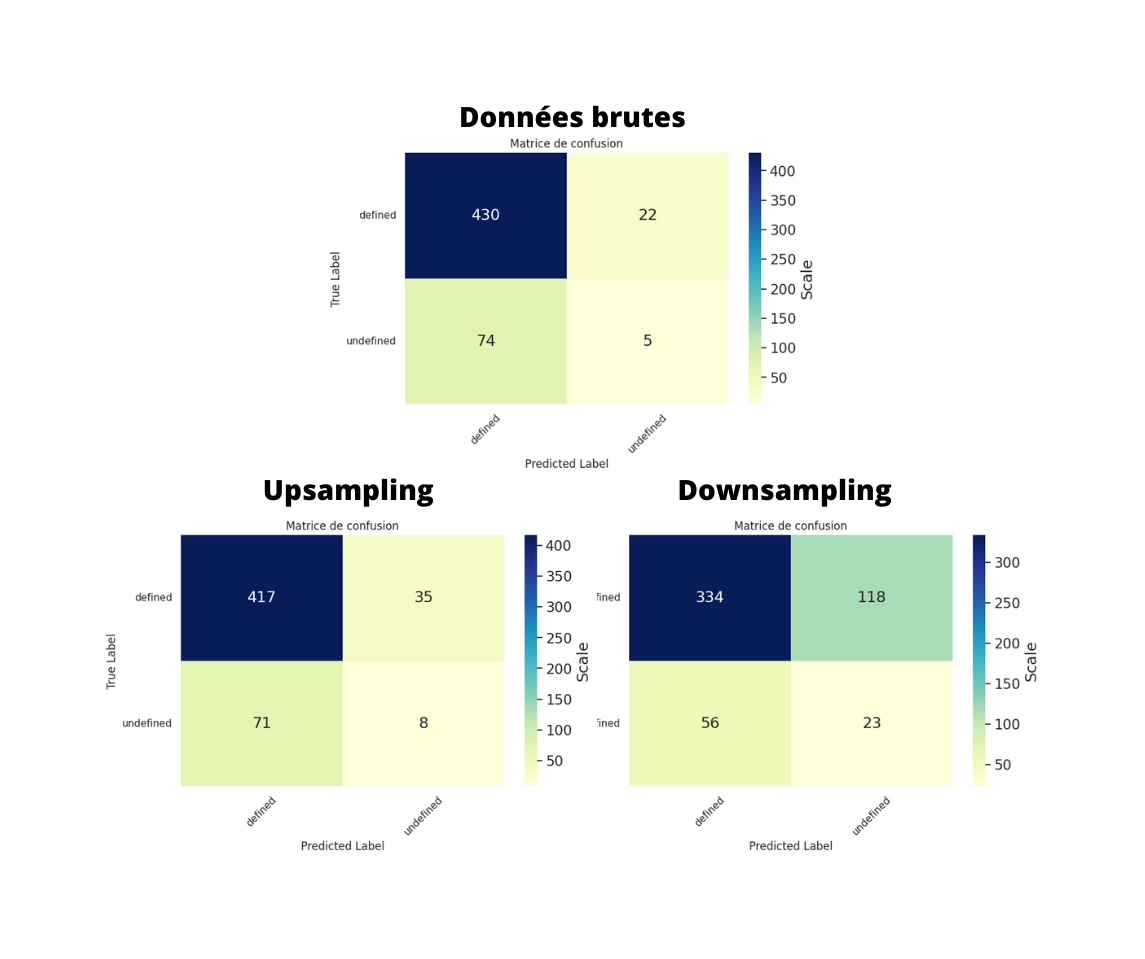 Données brutes
Matrice de confusion
defined
430
22
400
350
300
250
200
150
100
50
Scale
True Label
undefined
74
5
defined
undefined
Predicted Label
Upsampling
Matrice de confusion
defined
417
35
400
350
300
250
200
150
100
50
Scale
True Label
undefined
71
8
defined
undefined
Predicted Label
Downsampling
Matrice de confusion
fined
334
118
300
250
200
150
100
50
Scale
fined
56
23
defined
undefined
Predicted Label